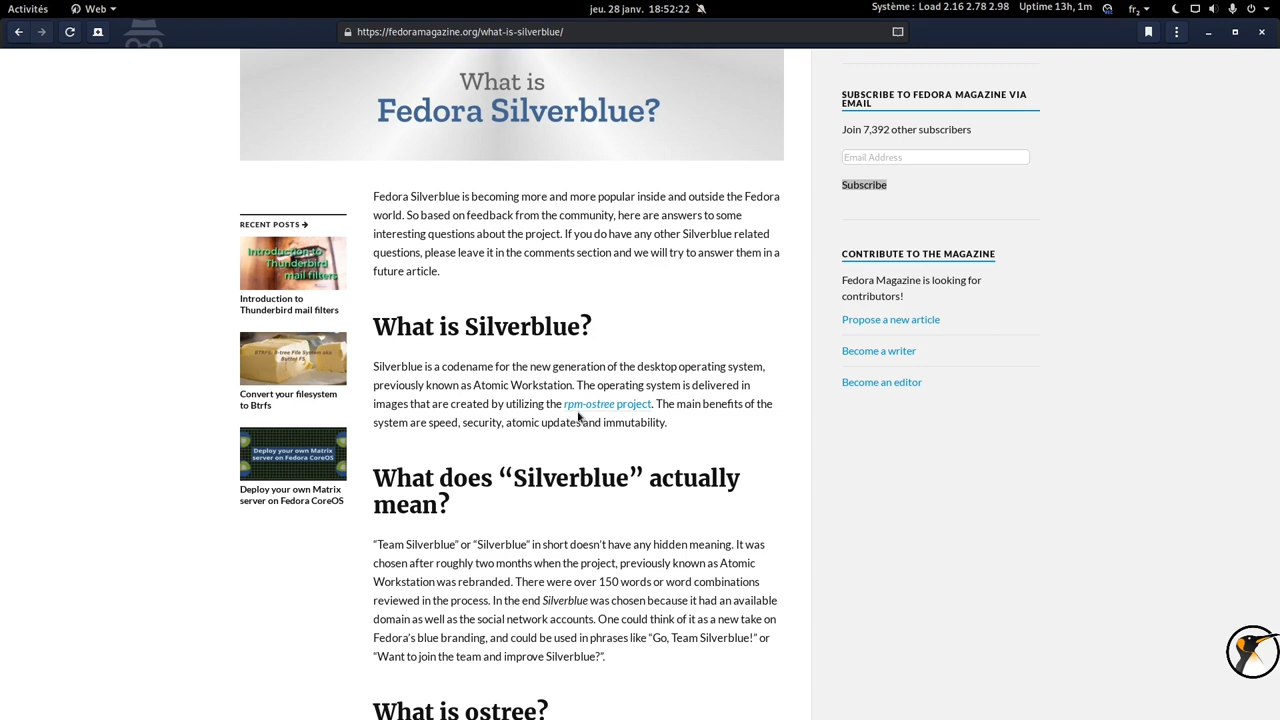 Activités
Web
jeu. 28 janv. 18:52:22
Système : Load 2.16 2.78 2.98 Uptime 13h, 1m
https://fedoramagazine.org/what-is-silverblue/
What is
Fedora Silverblue?
Fedora Silverblue is becoming more and more popular inside and outside the Fedora
world. So based on feedback from the community, here are answers to some
interesting questions about the project. If you do have any other Silverblue related
questions, please leave it in the comments section and we will try to answer them in a
future article.
RECENT POSTS →
Introduction to
Thunderbird
mail filters
Introduction to
Thunderbird mail filters
BTRFS, B-tree File System aka
Butter FS
Convert your filesystem
to Btrfs
Deploy your own Matrix
server on Fedora CoreOS
Deploy your own Matrix
server on Fedora CoreOS
What is Silverblue?
Silverblue is a codename for the new generation of the desktop operating system,
previously known as Atomic Workstation. The operating system is delivered in
images that are created by utilizing the rpm-ostree project. The main benefits of the
system are speed, security, atomic updates and immutability.
What does “Silverblue” actually
mean?
“Team Silverblue” or “Silverblue” in short doesn’t have any hidden meaning. It was
chosen after roughly two months when the project, previously known as Atomic
Workstation was rebranded. There were over 150 words or word combinations
reviewed in the process. In the end Silverblue was chosen because it had an available
domain as well as the social network accounts. One could think of it as a new take on
Fedora’s blue branding, and could be used in phrases like “Go, Team Silverblue!” or
“Want to join the team and improve Silverblue?”.
What is ostree?
SUBSCRIBE TO FEDORA MAGAZINE VIA
EMAIL
Join 7,392 other subscribers
Email Address
Subscribe
CONTRIBUTE TO THE MAGAZINE
Fedora Magazine is looking for
contributors!
Propose a new article
Become a writer
Become an editor